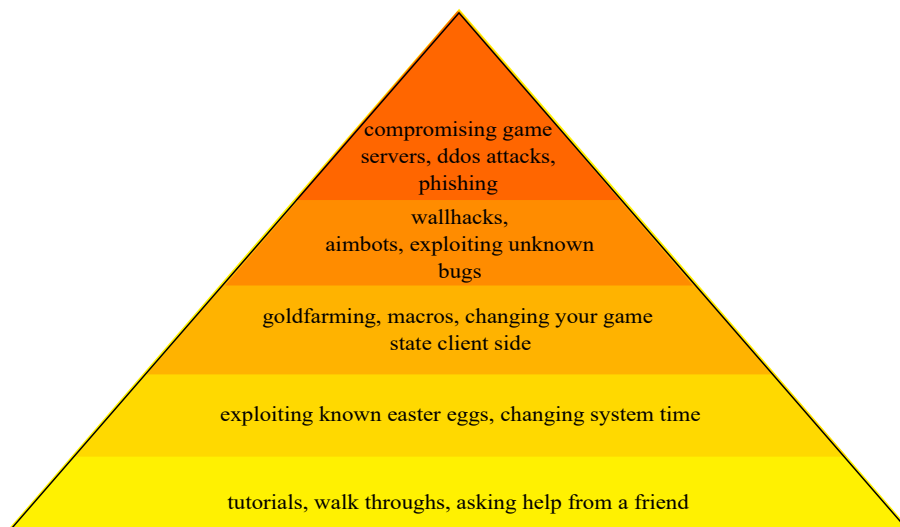 compromising game
servers, ddos attacks,
phishing
wallhacks,
aimbots, exploiting unknown
bugs
goldfarming, macros, changing your game
state client side
exploiting known easter eggs, changing system time
tutorials, walk throughs, asking help from a friend